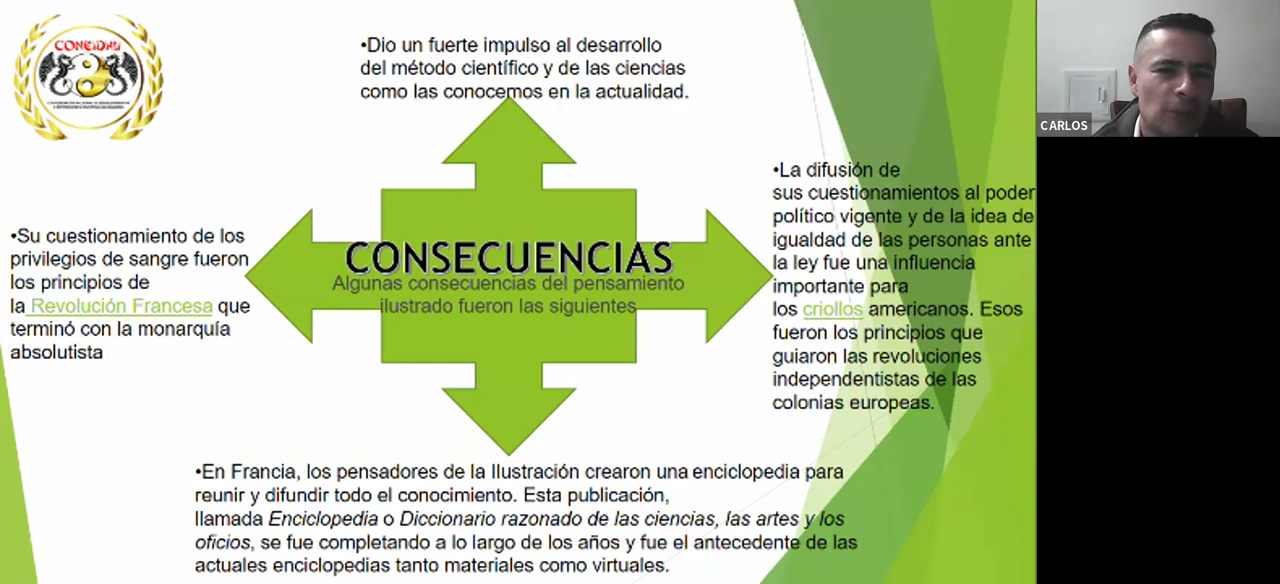 CONEIDHU
•Dio un fuerte impulso al desarrollo
del método científico y de las ciencias
como las conocemos en la actualidad.
CARLOS
•La difusión de
sus cuestionamientos al poder
político vigente y de la idea de
igualdad de las personas ante
la ley fue una influencia
importante para
los criollos americanos. Esos
fueron los principios que
guiaron las revoluciones
independentistas de las
colonias europeas.
•Su cuestionamiento de los
privilegios de sangre fueron
los principios de
la Revolución Francesa que
terminó con la monarquía
absolutista
CONSECUENCIAS
Algunas consecuencias del pensamiento
ilustrado fueron las siguientes
•En Francia, los pensadores de la Ilustración crearon una enciclopedia para
reunir y difundir todo el conocimiento. Esta publicación,
llamada Enciclopedia o Diccionario razonado de las ciencias, las artes y los
oficios, se fue completando a lo largo de los años y fue el antecedente de las
actuales enciclopedias tanto materiales como virtuales.